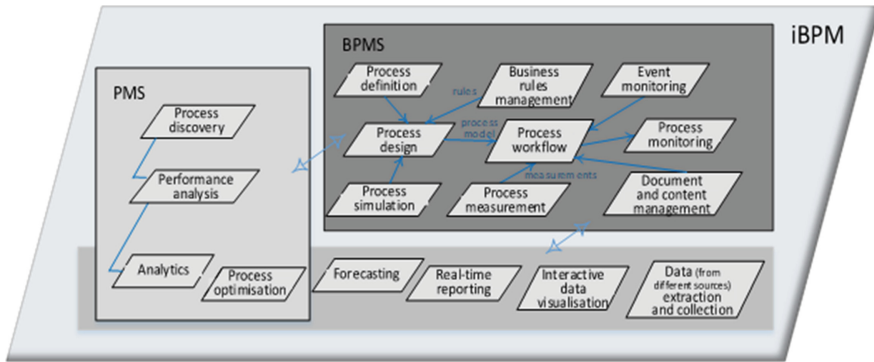 iBPM
BPMS
PMS
Process
definition
Business
rules
management
Event
monitoring
rules
Process
discovery
Process
design
process
model
Process
workflow
Process
monitoring
Performance
analysis
Process
simulation
Process
measurement
measurements
Document
and content
management
Analytics
Process
optimisation
Forecasting
Real-time
reporting
Interactive
data
visualisation
Data (from
different sources)
extraction
and collection